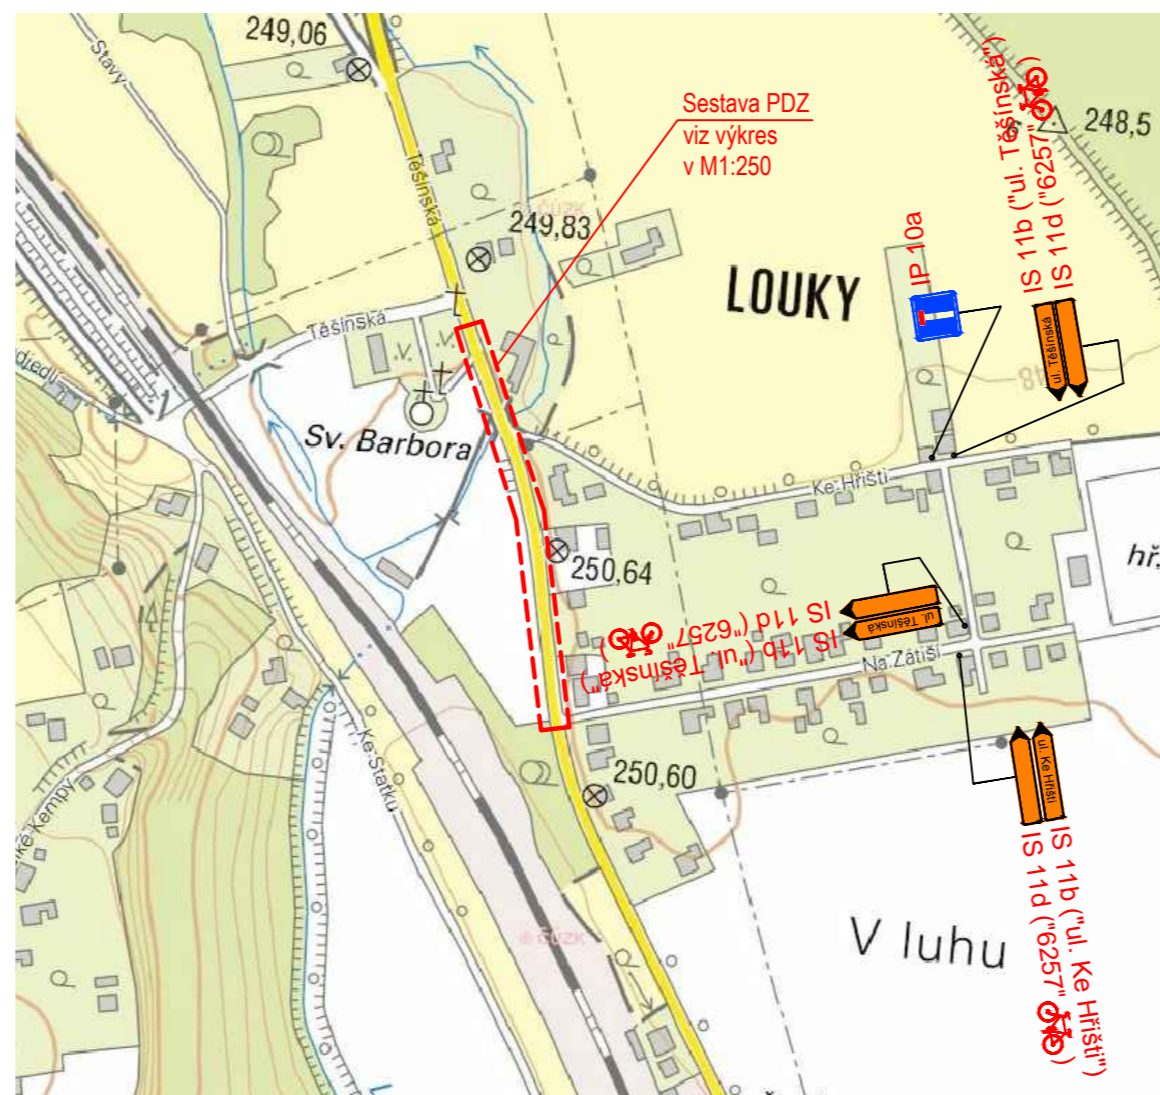 249,06
Stavy
Těšínská
Sestava PDZ
viz výkres
v M1:250
IS 11b ("ul. Těšínská")
IS 11d ("6257" )
248,5
ČÚZK
249,83
IP 10a
LOUKY
ul. Těšínská
Těšínská
Sv. Barbora
Ke Hřišti
hř.
250,64
IS 11d ("6257" )
IS 11b ("ul. Těšínská")
ul. Těšínská
Na Zátiší
250,60
Ke Statku
ul. Ke Hřišti
IS 11d ("6257" )
IS 11b ("ul. Ke Hřišti")
ČÚZK
V luhu